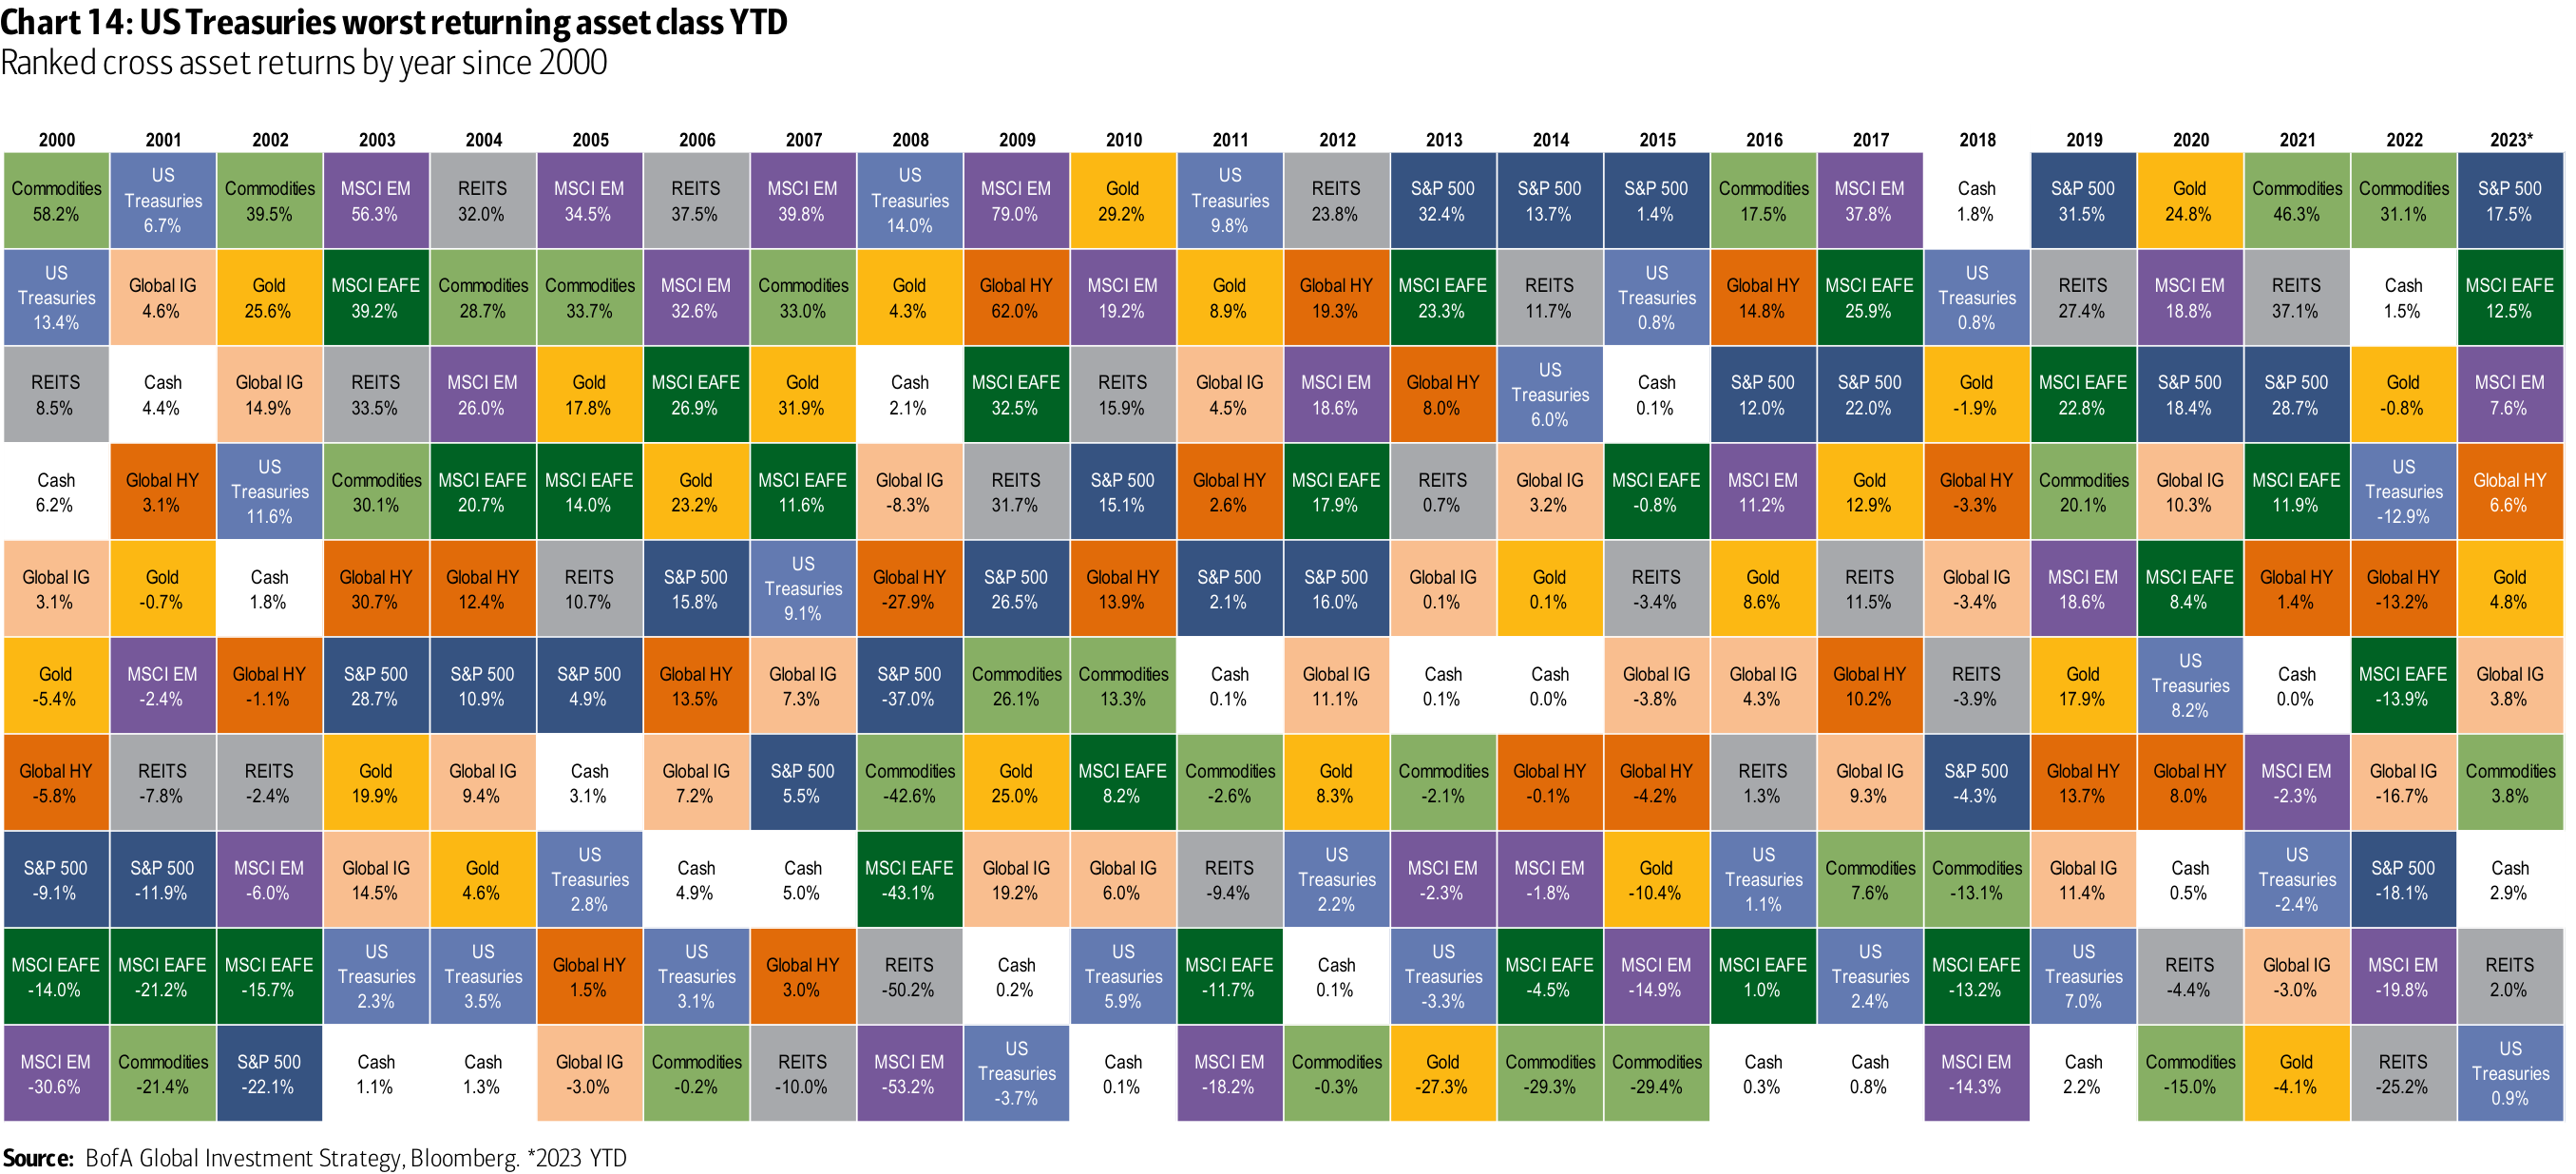 Chart 14: US Treasuries worst returning asset class YTD
Ranked cross asset returns by year since 2000
2000 2001 2002 2003 2004 2005 2006 2007 2008 2009 2010 2011 2012 2013 2014 2015 2016 2017 2018 2019 2020 2021 2022 2023*
Commodities 58.2% US Treasuries 6.7% Commodities 39.5% MSCI EM 56.3% REITS 32.0% MSCI EM 34.5% REITS 37.5% MSCI EM 39.8% US Treasuries 14.0% MSCI EM 79.0% Gold 29.2% US Treasuries 9.8% REITS 23.8% S&P 500 32.4% S&P 500 13.7% S&P 500 1.4% Commodities 17.5% MSCI EM 37.8% Cash 1.8% S&P 500 31.5% Gold 24.8% Commodities 46.3% Commodities 31.1% S&P 500 17.5%
US Treasuries 13.4% Global IG 4.6% Gold 25.6% MSCI EAFE 39.2% Commodities 28.7% Commodities 33.7% MSCI EM 32.6% Commodities 33.0% Gold 4.3% Global HY 62.0% MSCI EM 19.2% Gold 8.9% Global HY 19.3% MSCI EAFE 23.3% REITS 11.7% US Treasuries 0.8% Global HY 14.8% MSCI EAFE 25.9% US Treasuries 0.8% REITS 27.4% MSCI EM 18.8% REITS 37.1% Cash 1.5% MSCI EAFE 12.5%
REITS 8.5% Cash 4.4% Global IG 14.9% REITS 33.5% MSCI EM 26.0% Gold 17.8% MSCI EAFE 26.9% Gold 31.9% Cash 2.1% MSCI EAFE 32.5% REITS 15.9% Global IG 4.5% MSCI EM 18.6% Global HY 8.0% US Treasuries 6.0% Cash 0.1% S&P 500 12.0% S&P 500 22.0% Gold -1.9% MSCI EAFE 22.8% S&P 500 18.4% S&P 500 28.7% Gold -0.8% MSCI EM 7.6%
Cash 6.2% Global HY 3.1% US Treasuries 11.6% Commodities 30.1% MSCI EAFE 20.7% MSCI EAFE 14.0% Gold 23.2% MSCI EAFE 11.6% Global IG -8.3% REITS 31.7% S&P 500 15.1% Global HY 2.6% MSCI EAFE 17.9% REITS 0.7% Global IG 3.2% MSCI EAFE -0.8% MSCI EM 11.2% Gold 12.9% Global HY -3.3% Commodities 20.1% Global IG 10.3% MSCI EAFE 11.9% US Treasuries -12.9% Global HY 6.6%
Global IG 3.1% Gold -0.7% Cash 1.8% Global HY 30.7% Global HY 12.4% REITS 10.7% S&P 500 15.8% US Treasuries 9.1% Global HY -27.9% S&P 500 26.5% Global HY 13.9% S&P 500 2.1% S&P 500 16.0% Global IG 0.1% Gold 0.1% REITS -3.4% Gold 8.6% REITS 11.5% Global IG -3.4% MSCI EM 18.6% MSCI EAFE 8.4% Global HY 1.4% Global HY -13.2% Gold 4.8%
Gold -5.4% MSCI EM -2.4% Global HY -1.1% S&P 500 28.7% S&P 500 10.9% S&P 500 4.9% Global HY 13.5% Global IG 7.3% S&P 500 -37.0% Commodities 26.1% Commodities 13.3% Cash 0.1% Global IG 11.1% Cash 0.1% Cash 0.0% Global IG -3.8% Global IG 4.3% Global HY 10.2% REITS -3.9% Gold 17.9% US Treasuries 8.2% Cash 0.0% MSCI EAFE -13.9% Global IG 3.8%
Global HY -5.8% REITS -7.8% REITS -2.4% Gold 19.9% Global IG 9.4% Cash 3.1% Global IG 7.2% S&P 500 5.5% Commodities -42.6% Gold 25.0% MSCI EAFE 8.2% Commodities -2.6% Gold 8.3% Commodities -2.1% Global HY -0.1% Global HY -4.2% REITS 1.3% Global IG 9.3% S&P 500 -4.3% Global HY 13.7% Global HY 8.0% MSCI EM -2.3% Global IG -16.7% Commodities 3.8%
S&P 500 -9.1% S&P 500 -11.9% MSCI EM -6.0% Global IG 14.5% Gold 4.6% US Treasuries 2.8% Cash 4.9% Cash 5.0% MSCI EAFE -43.1% Global IG 19.2% Global IG 6.0% REITS -9.4% US Treasuries 2.2% MSCI EM -2.3% MSCI EM -1.8% Gold -10.4% US Treasuries 1.1% Commodities 7.6% Commodities -13.1% Global IG 11.4% Cash 0.5% US Treasuries -2.4% S&P 500 -18.1% Cash 2.9%
MSCI EAFE -14.0% MSCI EAFE -21.2% MSCI EAFE -15.7% US Treasuries 2.3% US Treasuries 3.5% Global HY 1.5% US Treasuries 3.1% Global HY 3.0% REITS -50.2% Cash 0.2% US Treasuries 5.9% MSCI EAFE -11.7% Cash 0.1% US Treasuries -3.3% MSCI EAFE -4.5% MSCI EM -14.9% MSCI EAFE 1.0% US Treasuries 2.4% MSCI EAFE -13.2% US Treasuries 7.0% REITS -4.4% Global IG -3.0% MSCI EM -19.8% REITS 2.0%
MSCI EM -30.6% Commodities -21.4% S&P 500 -22.1% Cash 1.1% Cash 1.3% Global IG -3.0% Commodities -0.2% REITS -10.0% MSCI EM -53.2% US Treasuries -3.7% Cash 0.1% MSCI EM -18.2% Commodities -0.3% Gold -27.3% Commodities -29.3% Commodities -29.4% Cash 0.3% Cash 0.8% MSCI EM -14.3% Cash 2.2% Commodities -15.0% Gold -4.1% REITS -25.2% US Treasuries 0.9%
Source: BofA Global Investment Strategy, Bloomberg. *2023 YTD